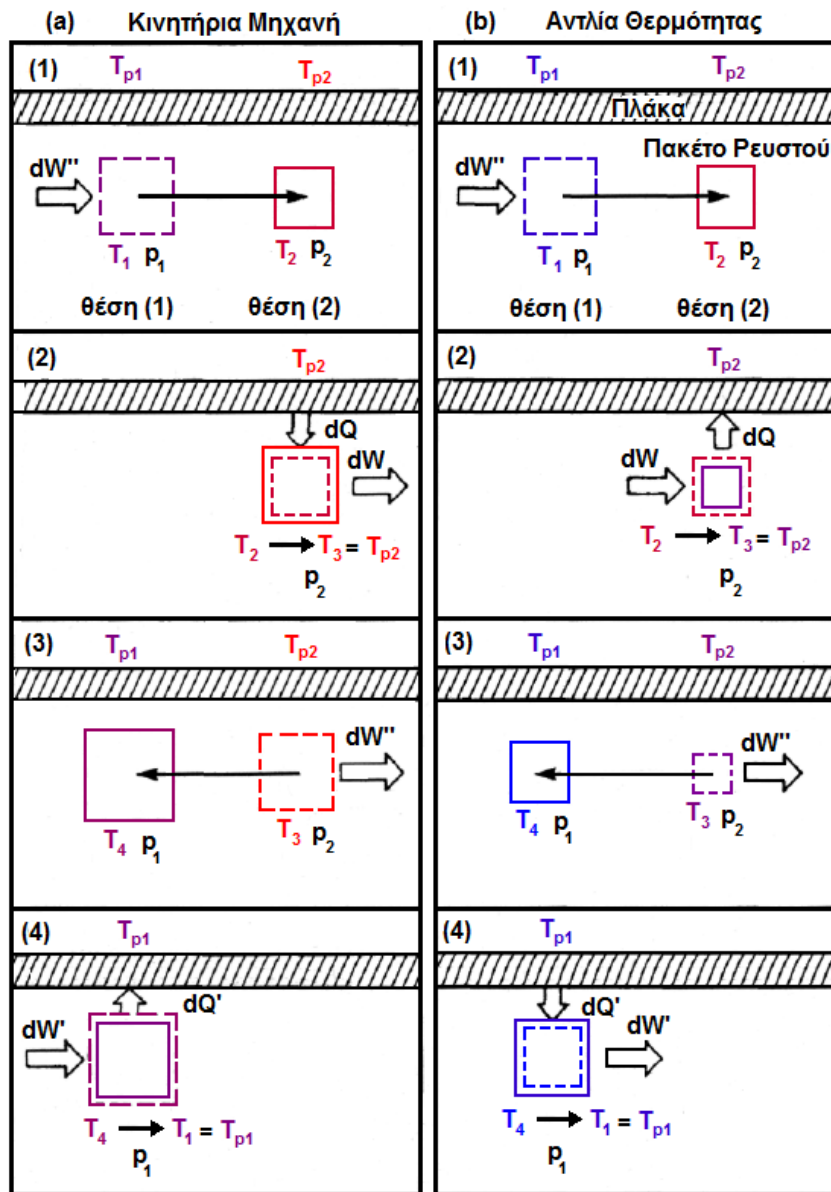 (a) Κινητήρια Μηχανή
(1) Tp1 Tp2
dW''
T1 p1 T2 p2
θέση (1) θέση (2)
(2) Tp2
dQ
dW
T2 → T3 = Tp2
p2
(3) Tp1 Tp2
dW''
T4 p1 T3 p2
(4) Tp1
dQ'
dW'
T4 → T1 = Tp1
p1
(b) Αντλία Θερμότητας
(1) Tp1 Tp2
Πλάκα
Πακέτο Ρευστού
dW''
T1 p1 T2 p2
θέση (1) θέση (2)
(2) Tp2
dW dQ
T2 → T3 = Tp2
p2
(3) Tp1 Tp2
dW''
T4 p1 T3 p2
(4) Tp1
dQ'
dW'
T4 → T1 = Tp1
p1